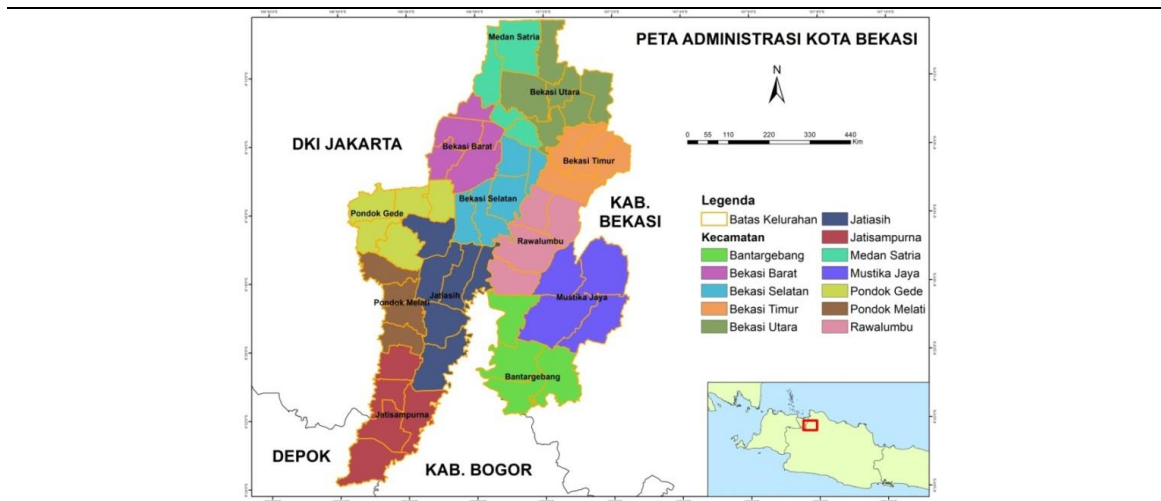 PETA ADMINISTRASI KOTA BEKASI
N
0 55 110 220 330 440
Km
Medan Satria
Bekasi Utara
DKI JAKARTA
Bekasi Barat
Bekasi Timur
Bekasi Selatan
KAB.
BEKASI
Pondok Gede
Rawalumbu
Pondok Melati
Jatiasih
Mustika Jaya
Bantargebang
Jatisampurna
DEPOK
KAB. BOGOR
Legenda
Batas Kelurahan
Kecamatan
Bantargebang
Bekasi Barat
Bekasi Selatan
Bekasi Timur
Bekasi Utara
Jatiasih
Jatisampurna
Medan Satria
Mustika Jaya
Pondok Gede
Pondok Melati
Rawalumbu